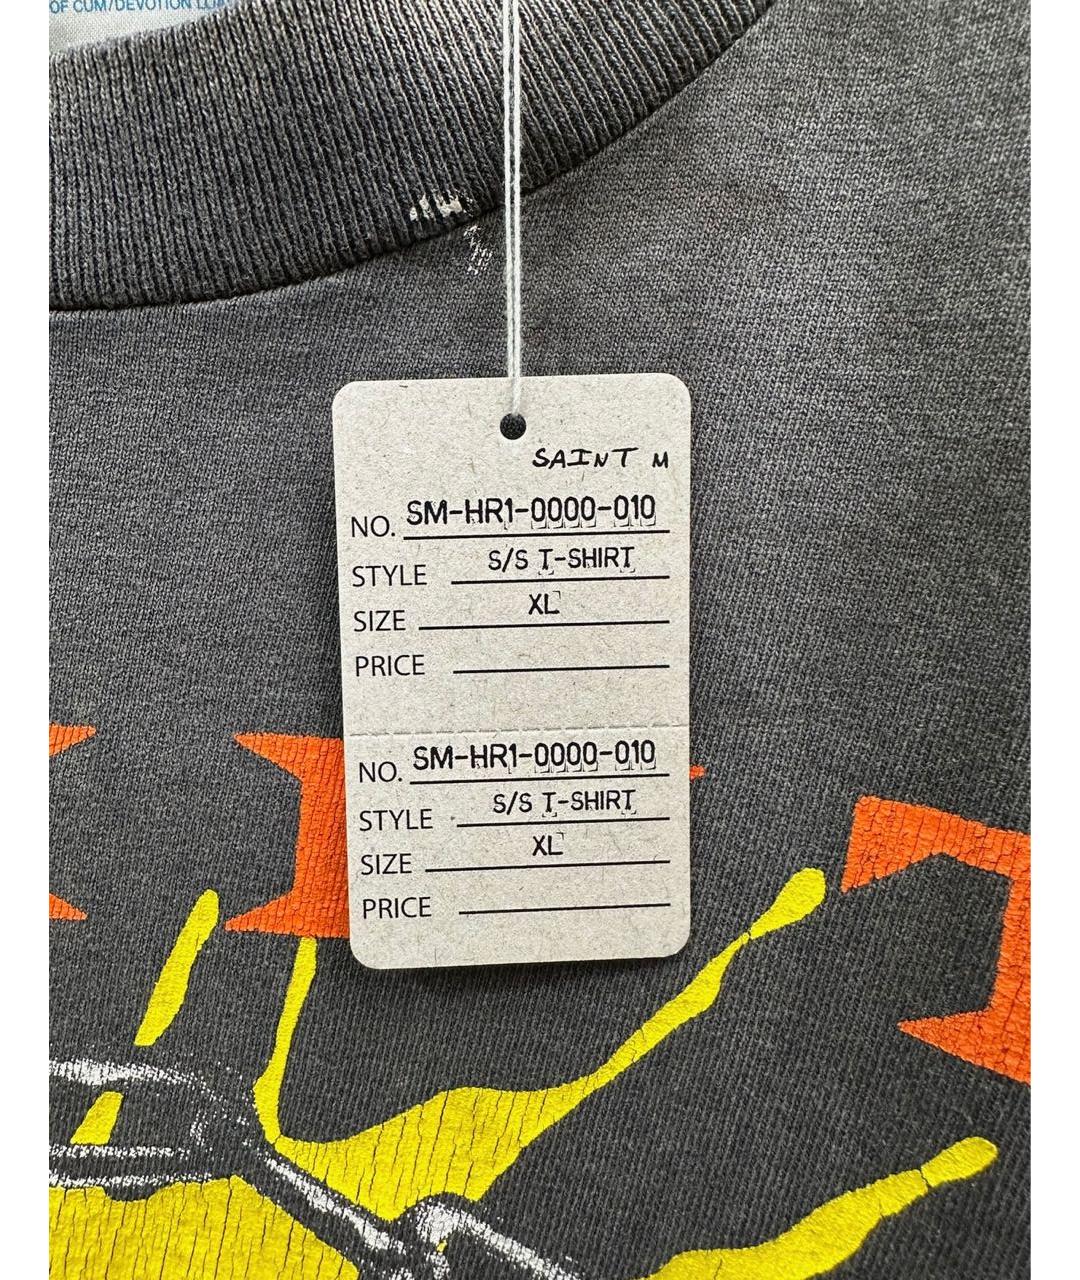 OF CUM/DEVOTION
SAINT M
NO. SM-HR1-0000-010
STYLE S/S T-SHIRT
SIZE XL
PRICE
NO. SM-HR1-0000-010
STYLE S/S T-SHIRT
SIZE XL
PRICE